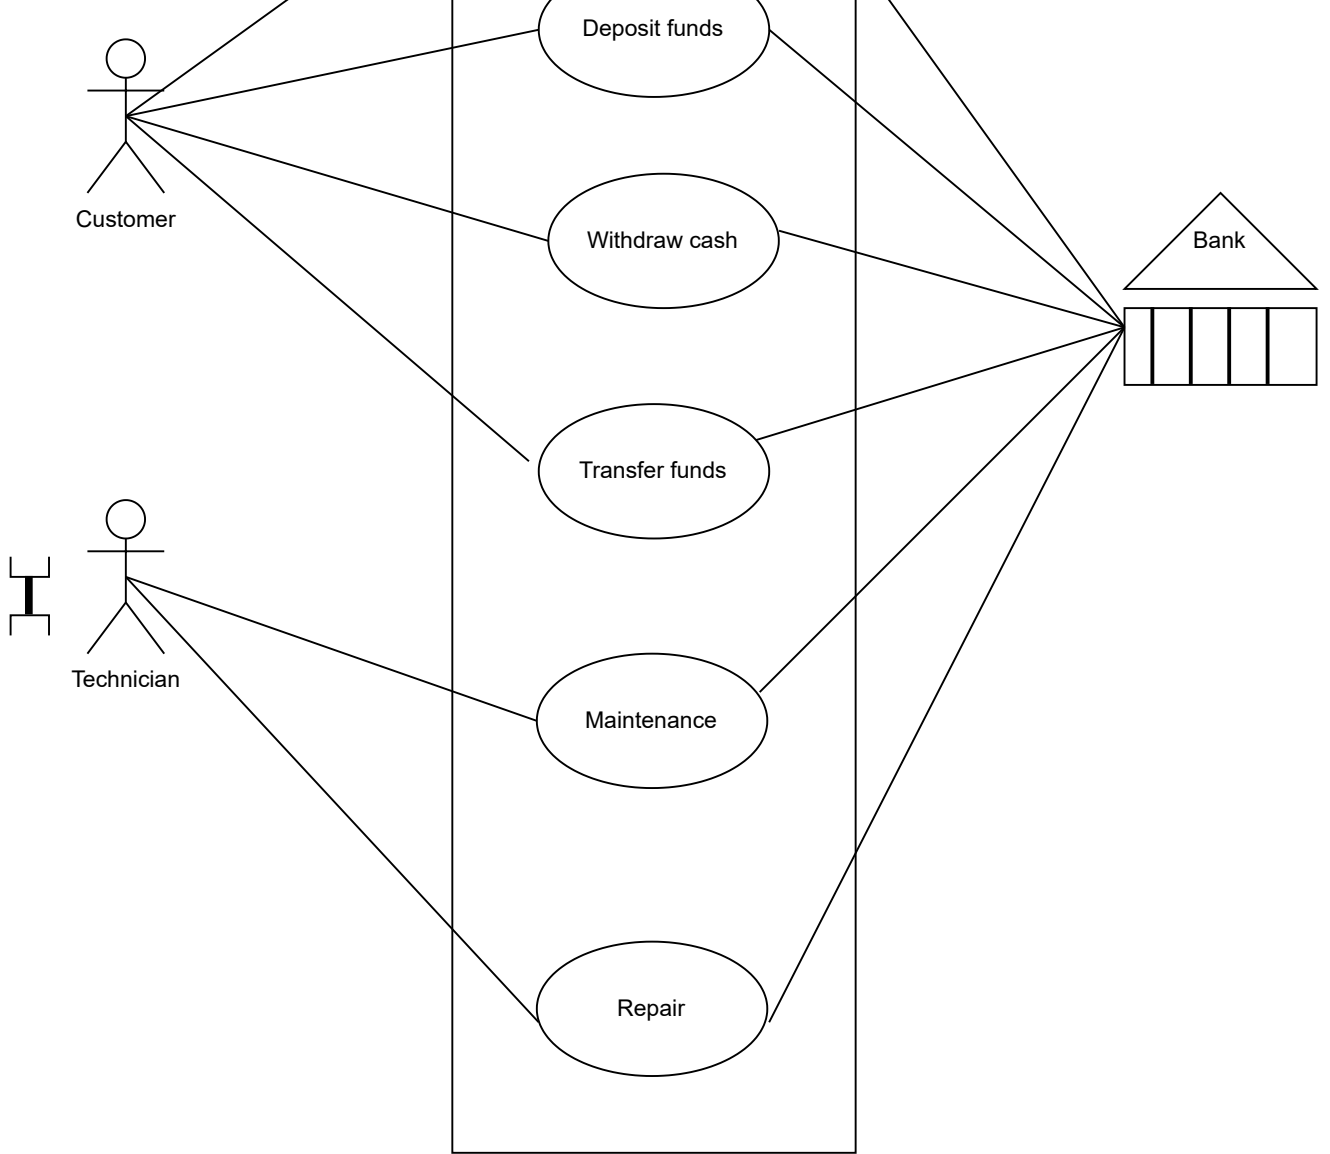 Deposit funds
Customer
Withdraw cash
Bank
Transfer funds
Technician
Maintenance
Repair